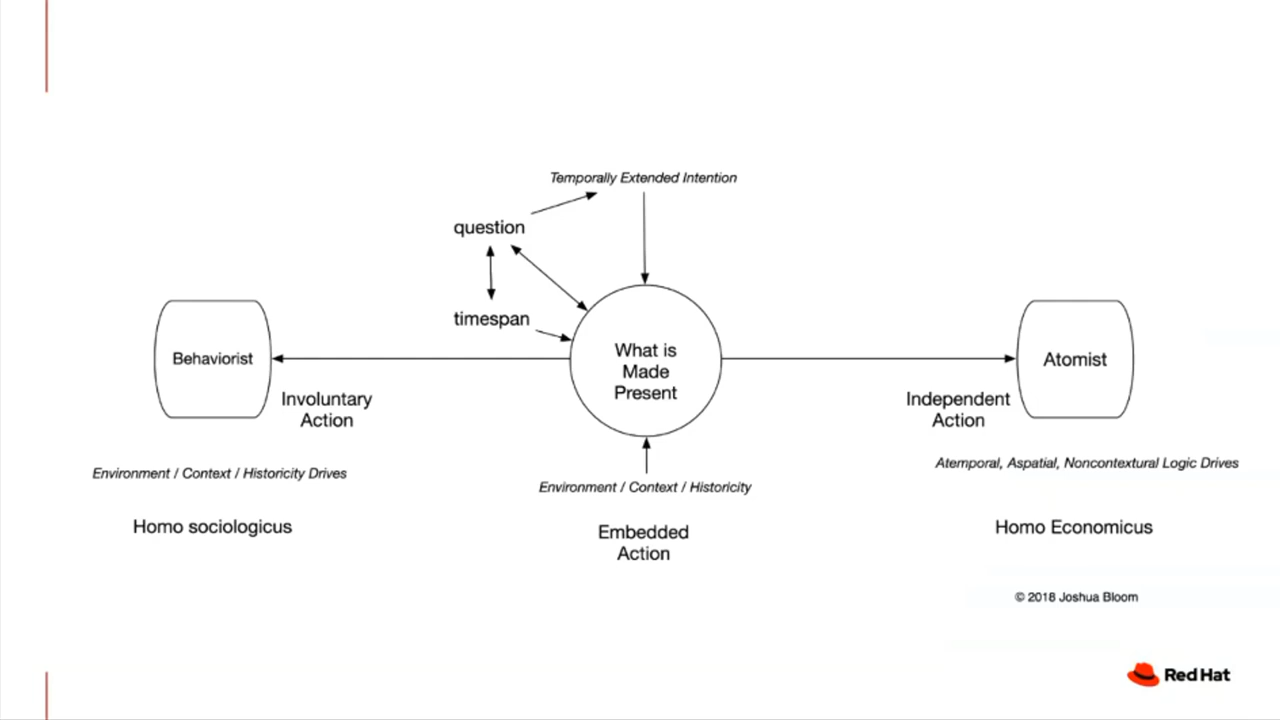 Temporally Extended Intention
question
timespan
What is
Made
Present
Behaviorist
Atomist
Involuntary
Action
Independent
Action
Environment / Context / Historicity Drives
Environment / Context / Historicity
Atemporal, Aspatial, Noncontextural Logic Drives
Homo sociologicus
Embedded
Action
Homo Economicus
© 2018 Joshua Bloom
Red Hat